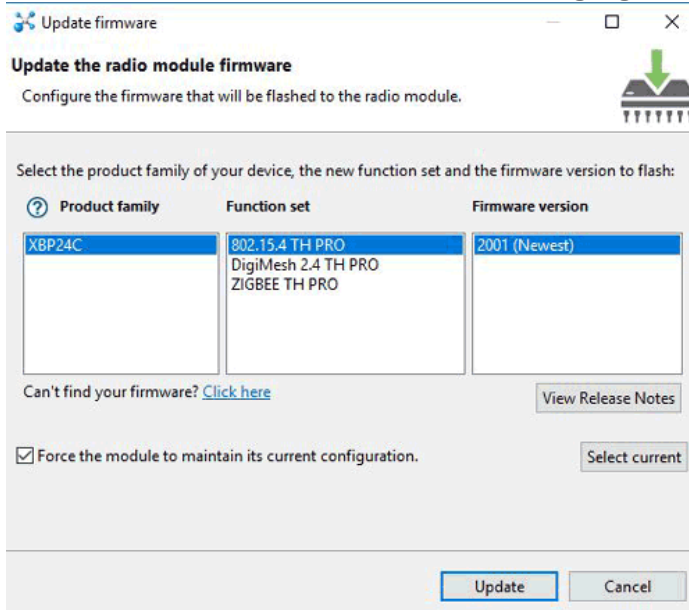 Update firmware
Update the radio module firmware
Configure the firmware that will be flashed to the radio module.
Select the product family of your device, the new function set and the firmware version to flash:
Product family Function set Firmware version
XBP24C 802.15.4 TH PRO 2001 (Newest)
DigiMesh 2.4 TH PRO
ZIGBEE TH PRO
Can't find your firmware? Click here
View Release Notes
Force the module to maintain its current configuration.
Select current
Update Cancel